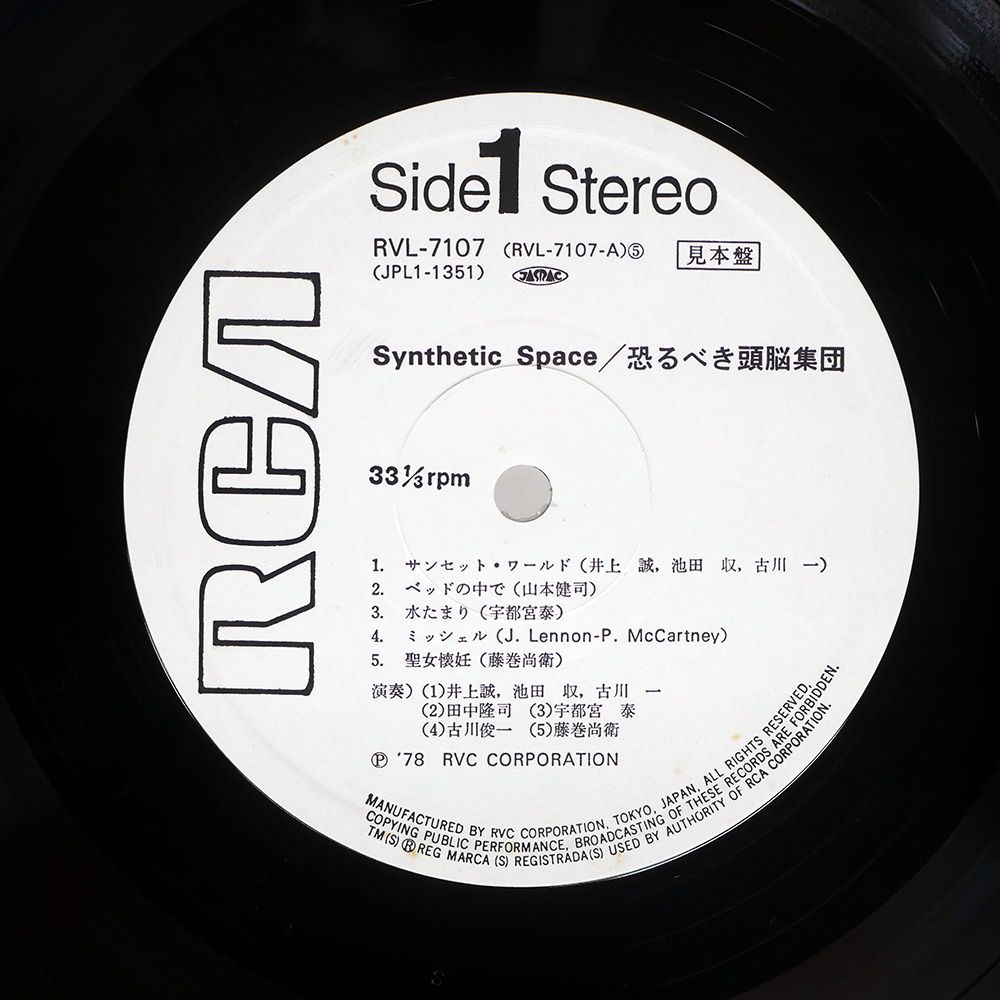 Side 1 Stereo
RVL-7107 (RVL-7107-A)⑤ 見本盤
(JPL1-1351) JASRAC
RCA
Synthetic Space／恐るべき頭脳集団
33⅓rpm
1. サンセット・ワールド（井上 誠，池田 収，古川 一）
2. ベッドの中で（山本健司）
3. 水たまり（宇都宮泰）
4. ミッシェル（J. Lennon-P. McCartney）
5. 聖女懐妊（藤巻尚衛）
演奏）(1)井上誠，池田 収，古川 一
(2)田中隆司 (3)宇都宮 泰
(4)古川俊一 (5)藤巻尚衛
Ⓟ '78 RVC CORPORATION
MANUFACTURED BY RVC CORPORATION, TOKYO, JAPAN, ALL RIGHTS RESERVED,
COPYING PUBLIC PERFORMANCE, BROADCASTING OF THESE RECORDS ARE FORBIDDEN.
TM(S) ®REG MARCA (S) REGISTRADA(S) USED BY AUTHORITY OF RCA CORPORATION.